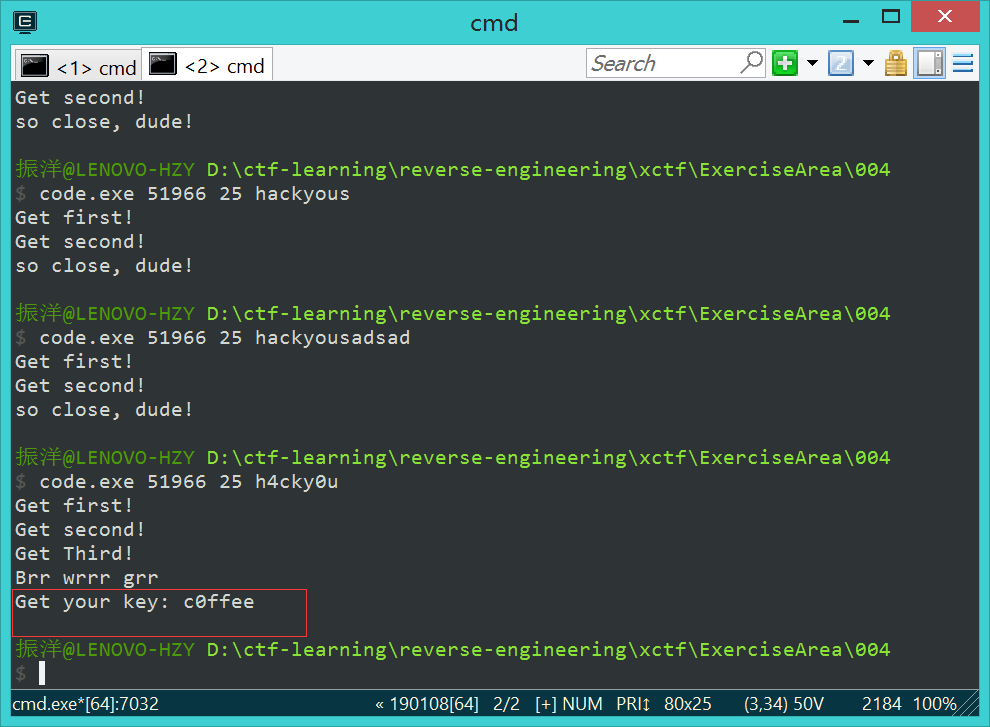 cmd
<1> cmd <2> cmd Search
Get second!
so close, dude!
振洋@LENOVO-HZY D:\ctf-learning\reverse-engineering\xctf\ExerciseArea\004
$ code.exe 51966 25 hackyous
Get first!
Get second!
so close, dude!
振洋@LENOVO-HZY D:\ctf-learning\reverse-engineering\xctf\ExerciseArea\004
$ code.exe 51966 25 hackyousadsad
Get first!
Get second!
so close, dude!
振洋@LENOVO-HZY D:\ctf-learning\reverse-engineering\xctf\ExerciseArea\004
$ code.exe 51966 25 h4cky0u
Get first!
Get second!
Get Third!
Brr wrrr grr
Get your key: c0ffee
振洋@LENOVO-HZY D:\ctf-learning\reverse-engineering\xctf\ExerciseArea\004
$
cmd.exe*[64]:7032 « 190108[64] 2/2 [+] NUM PRI↕ 80x25 (3,34) 50V 2184 100%